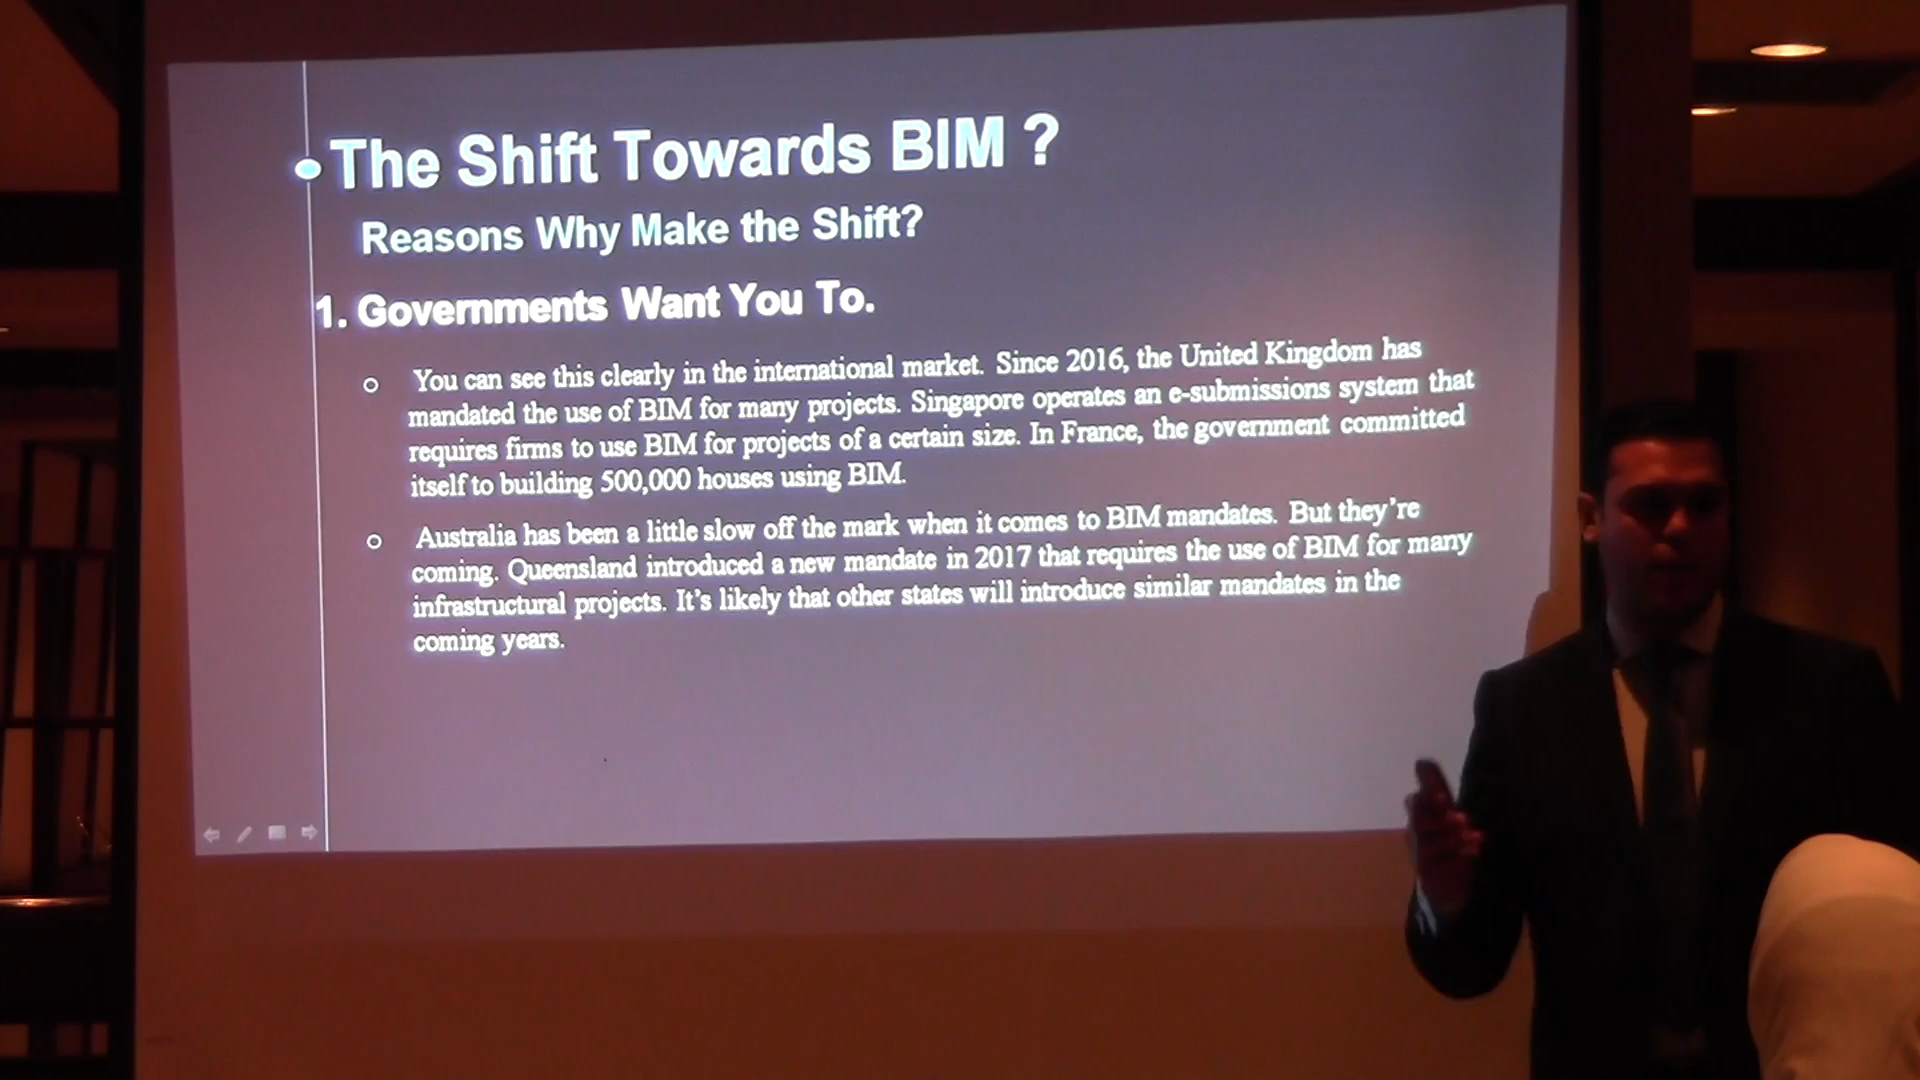 The Shift Towards BIM ?
Reasons Why Make the Shift?
1. Governments Want You To.
You can see this clearly in the international market. Since 2016, the United Kingdom has
mandated the use of BIM for many projects. Singapore operates an e-submissions system that
requires firms to use BIM for projects of a certain size. In France, the government committed
itself to building 500,000 houses using BIM.
Australia has been a little slow off the mark when it comes to BIM mandates. But they’re
coming. Queensland introduced a new mandate in 2017 that requires the use of BIM for many
infrastructural projects. It’s likely that other states will introduce similar mandates in the
coming years.